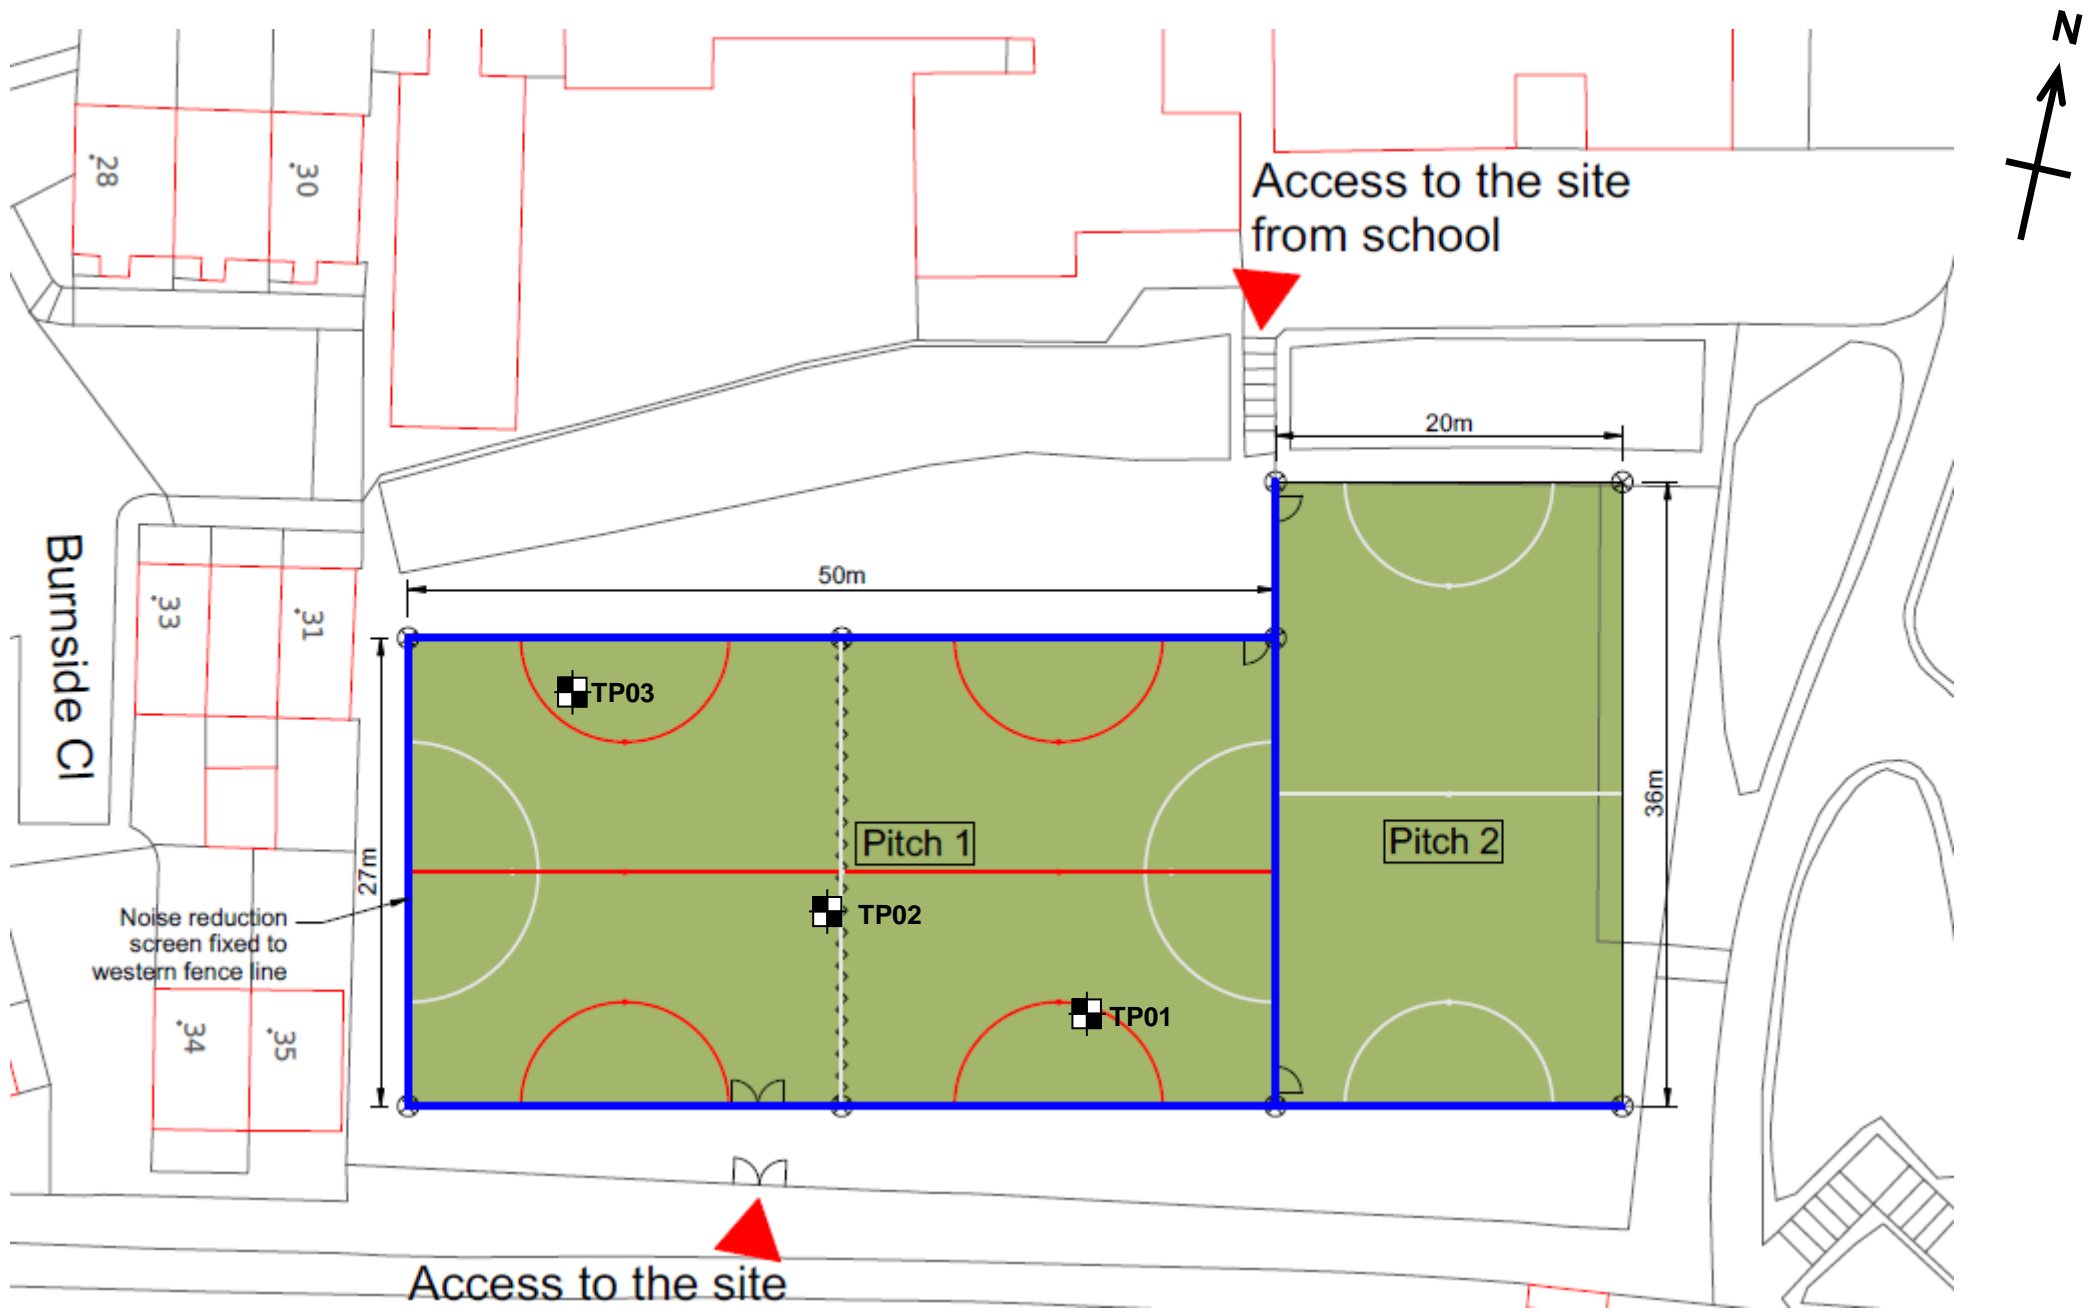 N
28
30
Access to the site
from school
20m
Burnside Cl
33
31
50m
TP03
36m
Pitch 1
Pitch 2
27m
TP02
Noise reduction
screen fixed to
western fence line
TP01
34
35
Access to the site